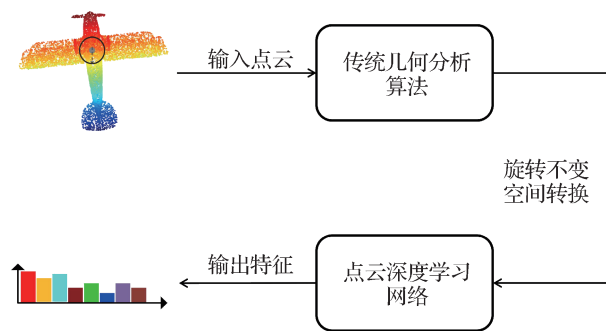 输入点云
传统几何分析
算法
旋转不变
空间转换
点云深度学习
网络
输出特征